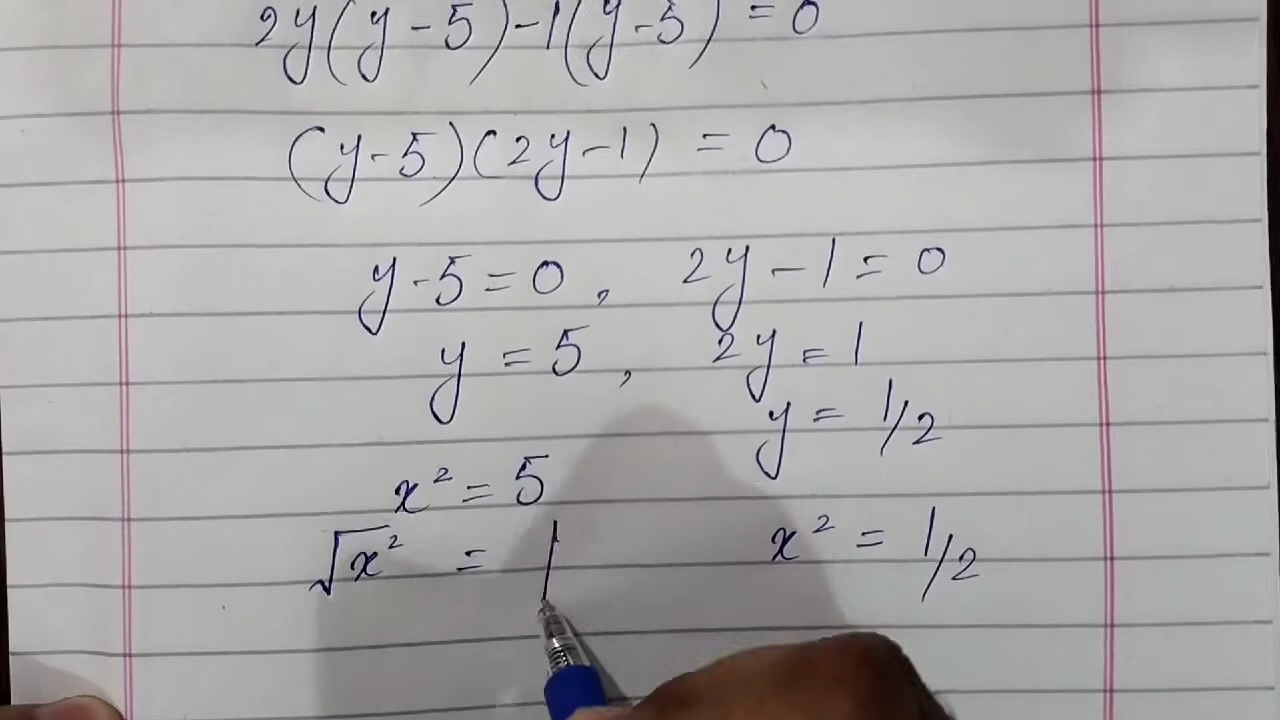 2y(y-5)-1(y-5) = 0
(y-5)(2y-1) = 0
y-5=0, 2y-1=0
y=5, 2y=1
y=1/2
x²=5
x²=1/2
√x² =